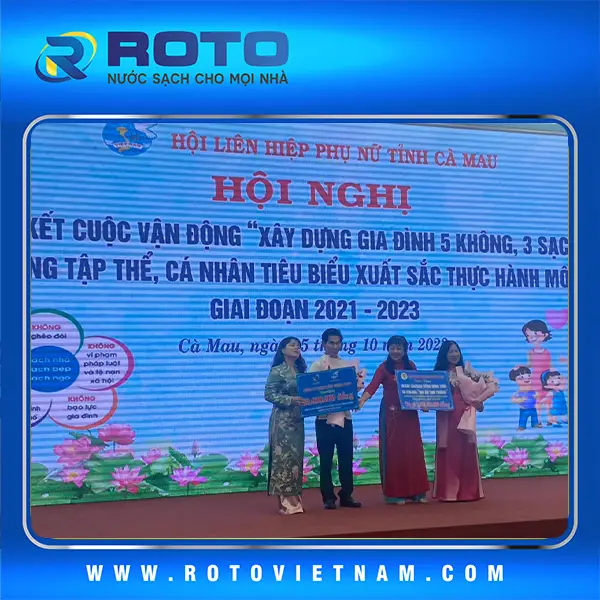 ROTO
NƯỚC SẠCH CHO MỌI NHÀ
HỘI LIÊN HIỆP PHỤ NỮ TỈNH CÀ MAU
HỘI NGHỊ
KẾT CUỘC VẬN ĐỘNG "XÂY DỰNG GIA ĐÌNH 5 KHÔNG, 3 SẠC
NG TẬP THỂ, CÁ NHÂN TIÊU BIỂU XUẤT SẮC THỰC HÀNH MÔ
GIAI ĐOẠN 2021 - 2023
Cà Mau, ngày 5 tháng 10 năm 202
KHÔNG
KHÔNG
vi phạm
pháp luật
và tệ nạn
xã hội
KHÔNG
bạo lực
gia đình
WWW.ROTOVIETNAM.COM